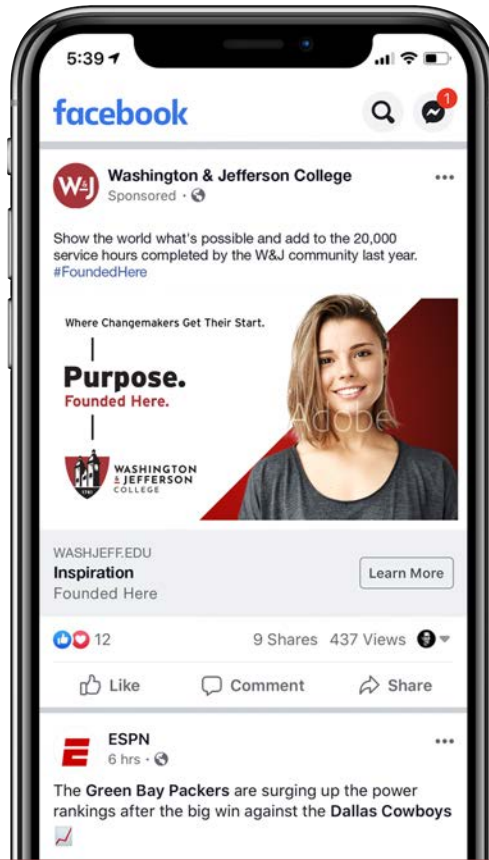 5:39
facebook
1
W&J
Washington & Jefferson College
Sponsored ·
Show the world what's possible and add to the 20,000
service hours completed by the W&J community last year.
#FoundedHere
Where Changemakers Get Their Start.
Purpose.
Founded Here.
Adobe
1781
WASHINGTON
& JEFFERSON
COLLEGE
WASHJEFF.EDU
Inspiration
Founded Here
Learn More
12
9 Shares
437 Views
Like
Comment
Share
ESPN
6 hrs ·
The Green Bay Packers are surging up the power
rankings after the big win against the Dallas Cowboys